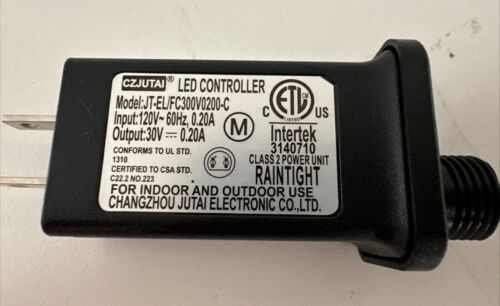 CZJUTAI® LED CONTROLLER
Model:JT-EL/FC300V0200-C
Input:120V~ 60Hz, 0.20A
Output:30V⎓ 0.20A
CONFORMS TO UL STD.
1310
CERTIFIED TO CSA STD.
C22.2 NO.223
M
C ETL US
LISTED
Intertek
3140710
CLASS 2 POWER UNIT
RAINTIGHT
FOR INDOOR AND OUTDOOR USE
CHANGZHOU JUTAI ELECTRONIC CO.,LTD.